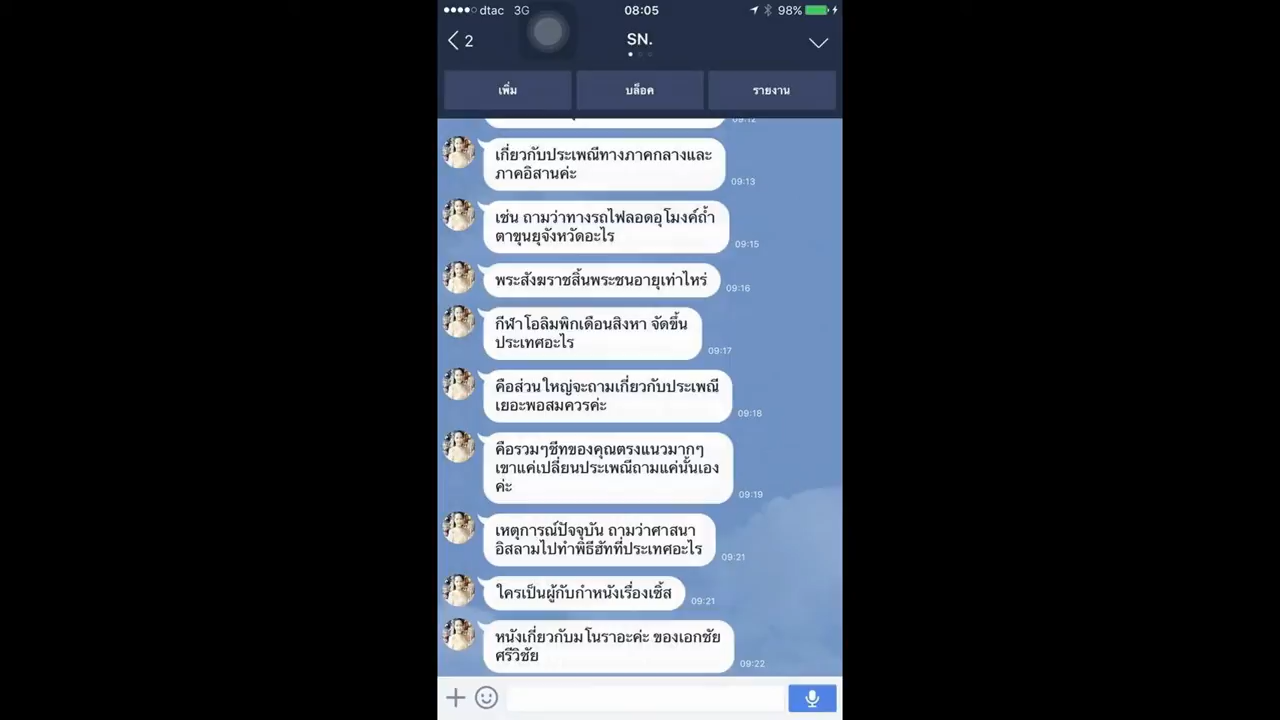 dtac 3G 08:05 98%
2 SN.
เพิ่ม บล็อค รายงาน
09:12
เกี่ยวกับประเพณีทางภาคกลางและ
ภาคอิสานค่ะ
09:13
เช่น ถามว่าทางรถไฟลอดอุโมงค์ถ้ำ
ตาขุนยุจังหวัดอะไร
09:15
พระสังฆราชสิ้นพระชนอายุเท่าไหร่
09:16
กีฬาโอลิมพิกเดือนสิงหา จัดขึ้น
ประเทศอะไร
09:17
คือส่วนใหญ่จะถามเกี่ยวกับประเพณี
เยอะพอสมควรค่ะ
09:18
คือรวมๆชีทของคุณตรงแนวมากๆ
เขาแค่เปลี่ยนประเพณีถามแค่นั้นเอง
ค่ะ
09:19
เหตุการณ์ปัจจุบัน ถามว่าศาสนา
อิสลามไปทำพิธีฮัทที่ประเทศอะไร
09:21
ใครเป็นผู้กับกำหนังเรื่องเซิ้ส
09:21
หนังเกี่ยวกับมโนราอะค่ะ ของเอกชัย
ศรีวิชัย
09:22